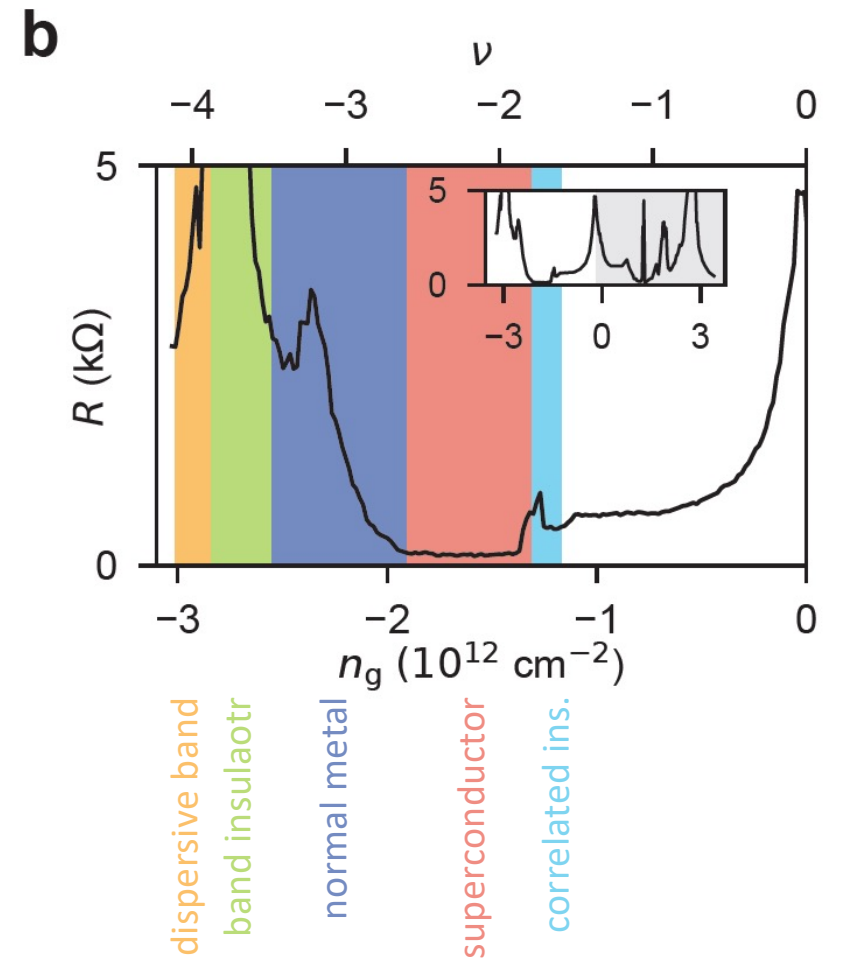 b
ν
−4 −3 −2 −1 0
5
5
0
−3 0 3
R (kΩ)
0
−3 −2 −1 0
n_g (10^12 cm^−2)
dispersive band
band insulaotr
normal metal
superconductor
correlated ins.